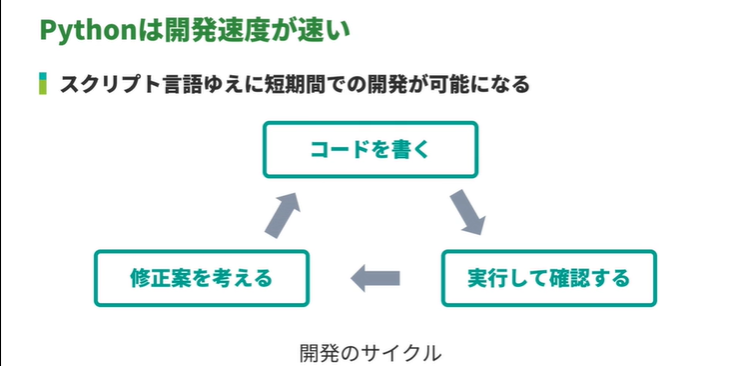 Pythonは開発速度が速い
スクリプト言語ゆえに短期間での開発が可能になる
コードを書く
修正案を考える
実行して確認する
開発のサイクル